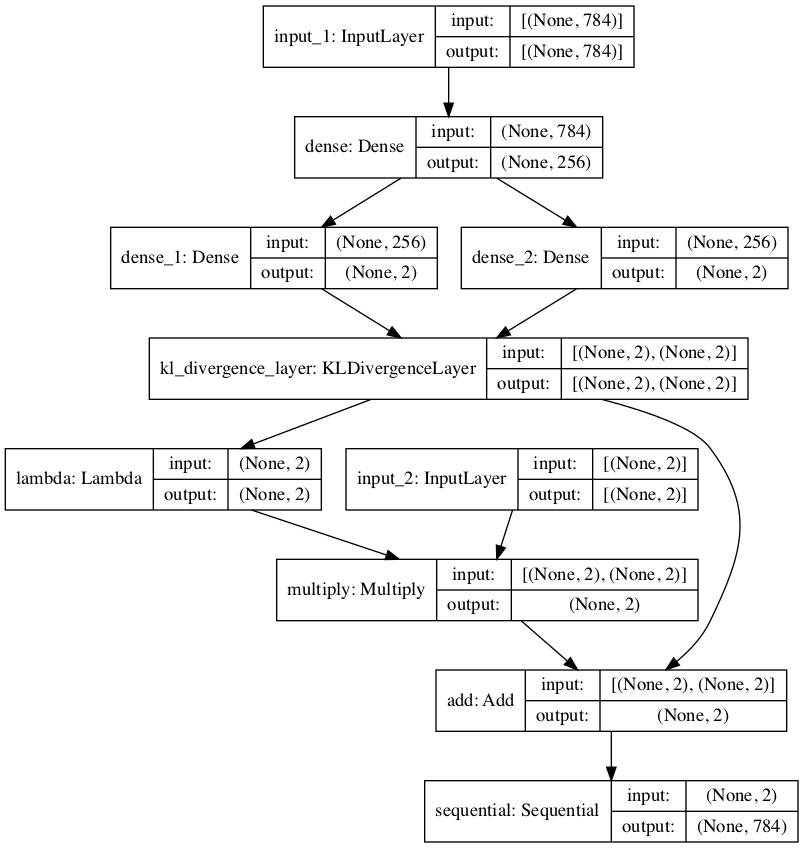 input_1: InputLayer
input: [(None, 784)]
output: [(None, 784)]
dense: Dense
input: (None, 784)
output: (None, 256)
dense_1: Dense
input: (None, 256)
output: (None, 2)
dense_2: Dense
input: (None, 256)
output: (None, 2)
kl_divergence_layer: KLDivergenceLayer
input: [(None, 2), (None, 2)]
output: [(None, 2), (None, 2)]
lambda: Lambda
input: (None, 2)
output: (None, 2)
input_2: InputLayer
input: [(None, 2)]
output: [(None, 2)]
multiply: Multiply
input: [(None, 2), (None, 2)]
output: (None, 2)
add: Add
input: [(None, 2), (None, 2)]
output: (None, 2)
sequential: Sequential
input: (None, 2)
output: (None, 784)